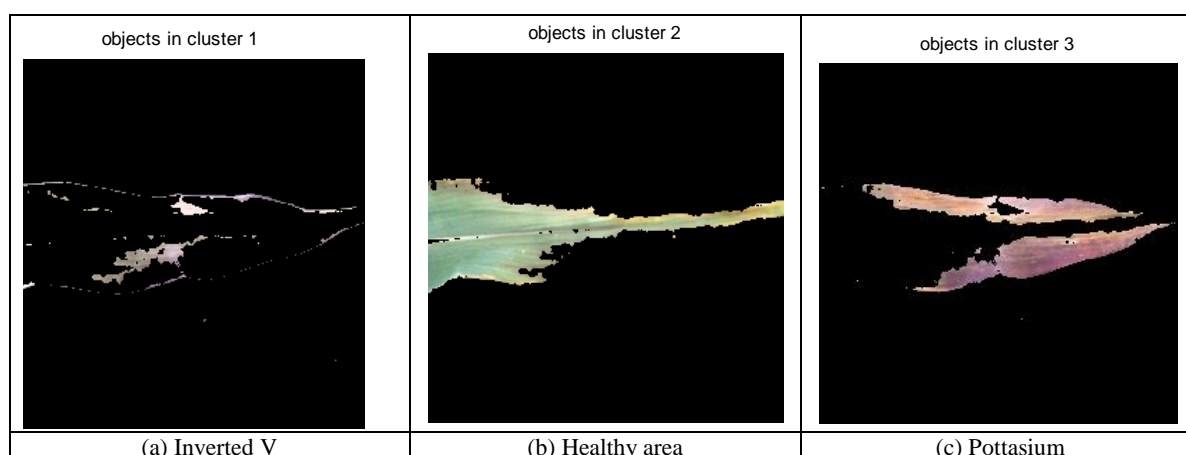 objects in cluster 1
objects in cluster 2
objects in cluster 3
(a) Inverted V
(b) Healthy area
(c) Pottasium